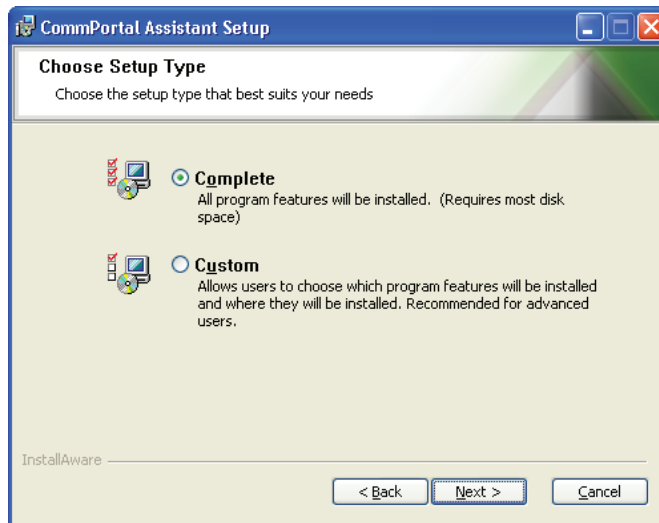 CommPortal Assistant Setup
Choose Setup Type
Choose the setup type that best suits your needs
Complete
All program features will be installed. (Requires most disk
space)
Custom
Allows users to choose which program features will be installed
and where they will be installed. Recommended for advanced
users.
InstallAware
< Back Next > Cancel